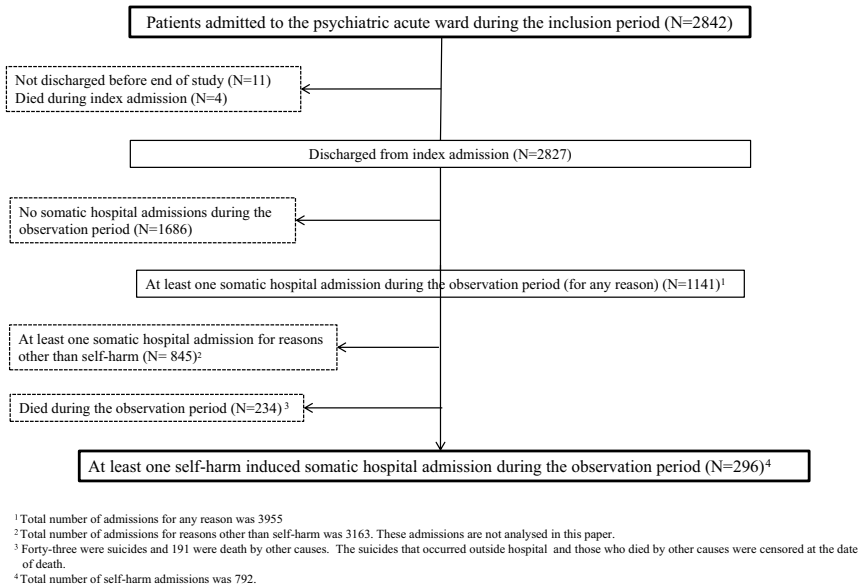 Patients admitted to the psychiatric acute ward during the inclusion period (N=2842)
Not discharged before end of study (N=11)
Died during index admission (N=4)
Discharged from index admission (N=2827)
No somatic hospital admissions during the
observation period (N=1686)
At least one somatic hospital admission during the observation period (for any reason) (N=1141)¹
At least one somatic hospital admission for reasons
other than self-harm (N= 845)²
Died during the observation period (N=234) ³
At least one self-harm induced somatic hospital admission during the observation period (N=296)⁴
¹ Total number of admissions for any reason was 3955
² Total number of admissions for reasons other than self-harm was 3163. These admissions are not analysed in this paper.
³ Forty-three were suicides and 191 were death by other causes. The suicides that occurred outside hospital and those who died by other causes were censored at the date
of death.
⁴ Total number of self-harm admissions was 792.